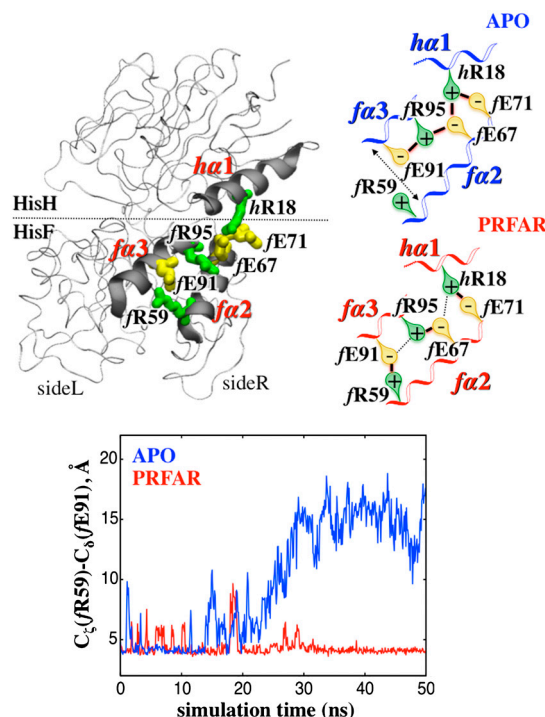 hα1
HisH
HisF
hR18
fR95
fE71
fα3
fE67
fE91
fR59
fα2
sideL
sideR
APO
hα1
hR18
fR95
fE71
fα3
fE67
fE91
fα2
fR59
PRFAR
hα1
hR18
fR95
fE71
fα3
fE91
fE67
fR59
fα2
APO
PRFAR
Cζ(fR59)-Cδ(fE91), Å
20
15
10
5
0 10 20 30 40 50
simulation time (ns)